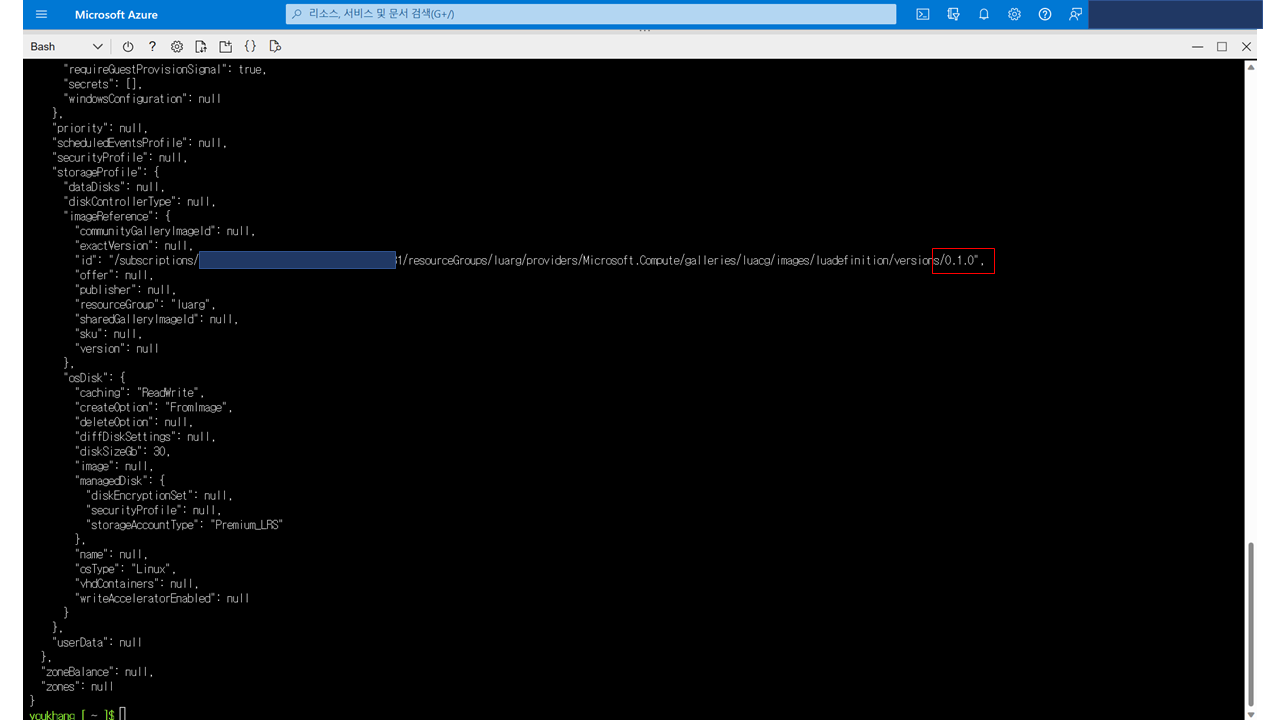 Microsoft Azure
리소스, 서비스 및 문서 검색(G+/)
Bash
"requireGuestProvisionSignal": true,
"secrets": [],
"windowsConfiguration": null
},
"priority": null,
"scheduledEventsProfile": null,
"securityProfile": null,
"storageProfile": {
"dataDisks": null,
"diskControllerType": null,
"imageReference": {
"communityGalleryImageId": null,
"exactVersion": null,
"id": "/subscriptions/ 31/resourceGroups/luarg/providers/Microsoft.Compute/galleries/luacg/images/luadefinition/versions/0.1.0",
"offer": null,
"publisher": null,
"resourceGroup": "luarg",
"sharedGalleryImageId": null,
"sku": null,
"version": null
},
"osDisk": {
"caching": "ReadWrite",
"createOption": "FromImage",
"deleteOption": null,
"diffDiskSettings": null,
"diskSizeGb": 30,
"image": null,
"managedDisk": {
"diskEncryptionSet": null,
"securityProfile": null,
"storageAccountType": "Premium_LRS"
},
"name": null,
"osType": "Linux",
"vhdContainers": null,
"writeAcceleratorEnabled": null
}
},
"userData": null
},
"zoneBalance": null,
"zones": null
}
youkhang [ ~ ]$